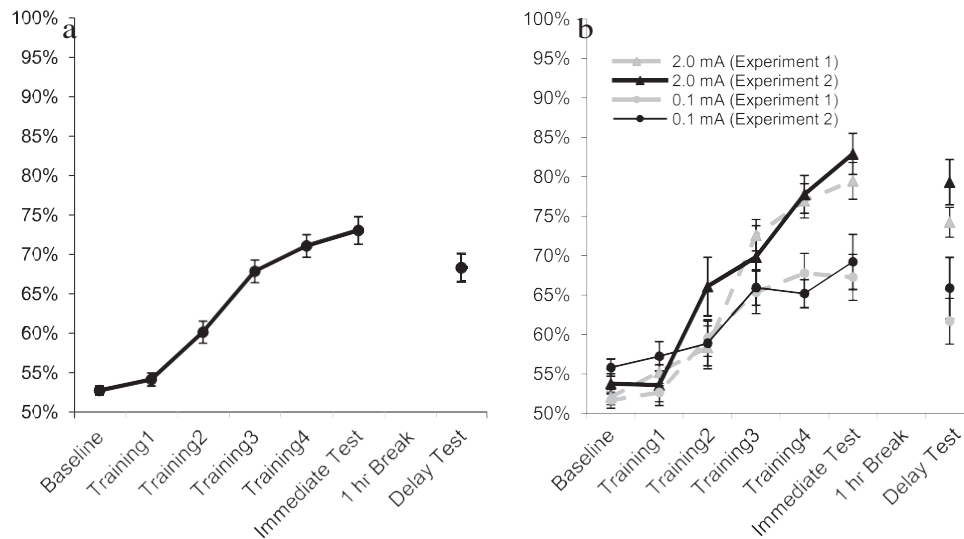 a
100%
95%
90%
85%
80%
75%
70%
65%
60%
55%
50%
Baseline
Training1
Training2
Training3
Training4
Immediate Test
1 hr Break
Delay Test
b
100%
95%
90%
85%
80%
75%
70%
65%
60%
55%
50%
2.0 mA (Experiment 1)
2.0 mA (Experiment 2)
0.1 mA (Experiment 1)
0.1 mA (Experiment 2)
Baseline
Training1
Training2
Training3
Training4
Immediate Test
1 hr Break
Delay Test